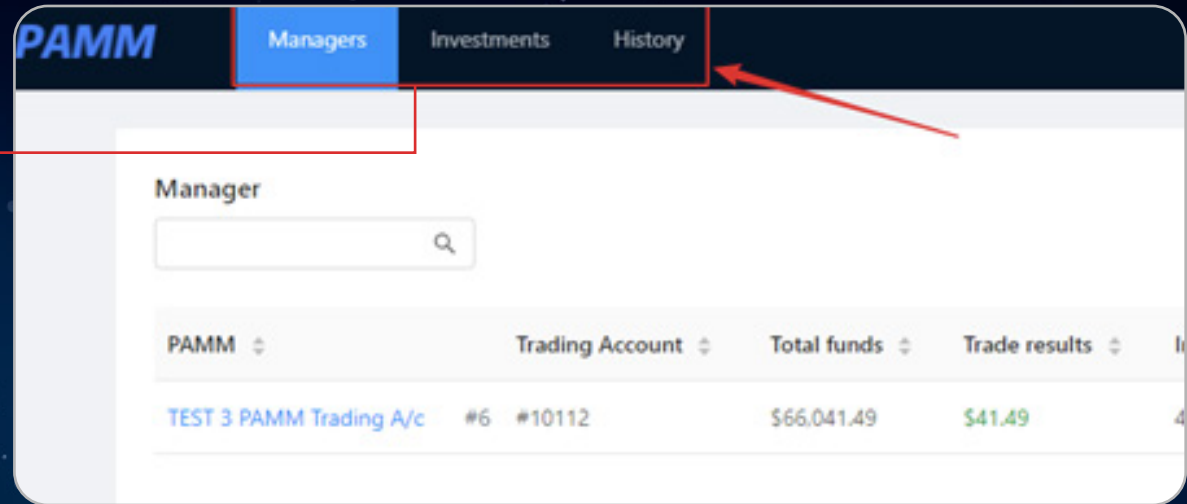 PAMM Managers Investments History
Manager
PAMM Trading Account Total funds Trade results
TEST 3 PAMM Trading A/c #6 #10112 $66,041.49 $41.49 4